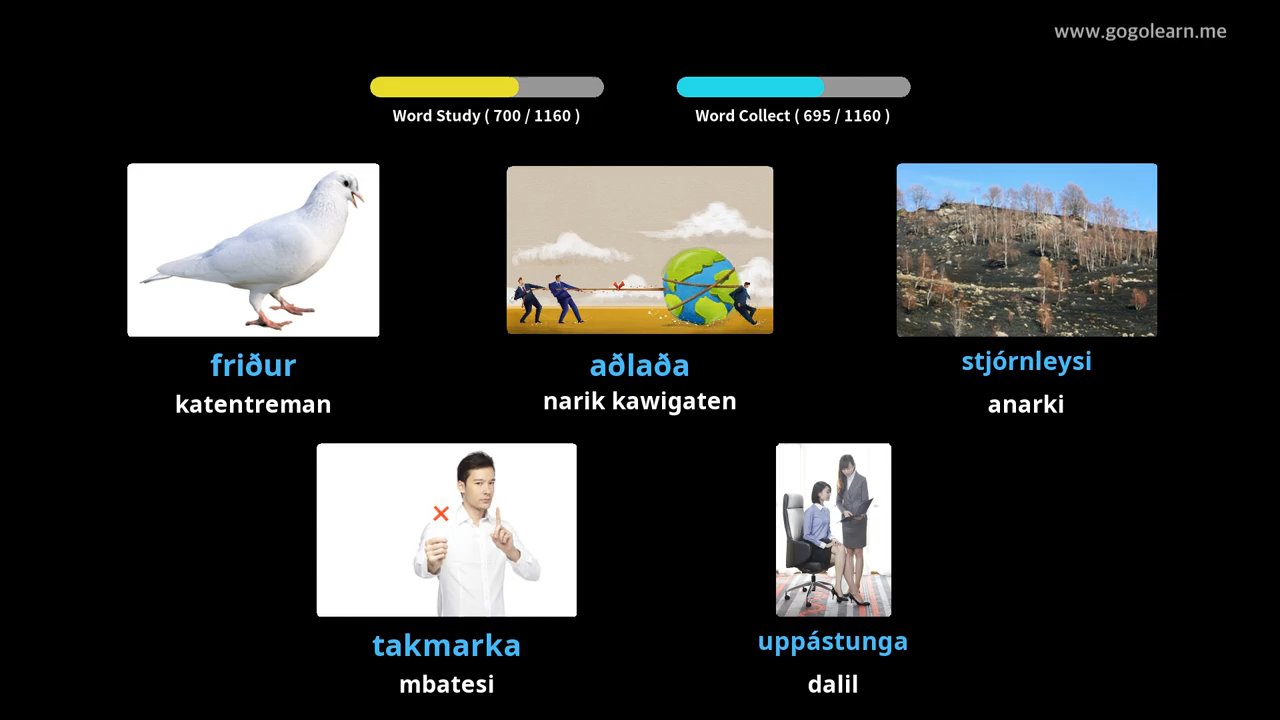 www.gogolearn.me
Word Study ( 700 / 1160 )
Word Collect ( 695 / 1160 )
friður
katentreman
aðlaða
narik kawigaten
stjórnleysi
anarki
takmarka
mbatesi
uppástunga
dalil